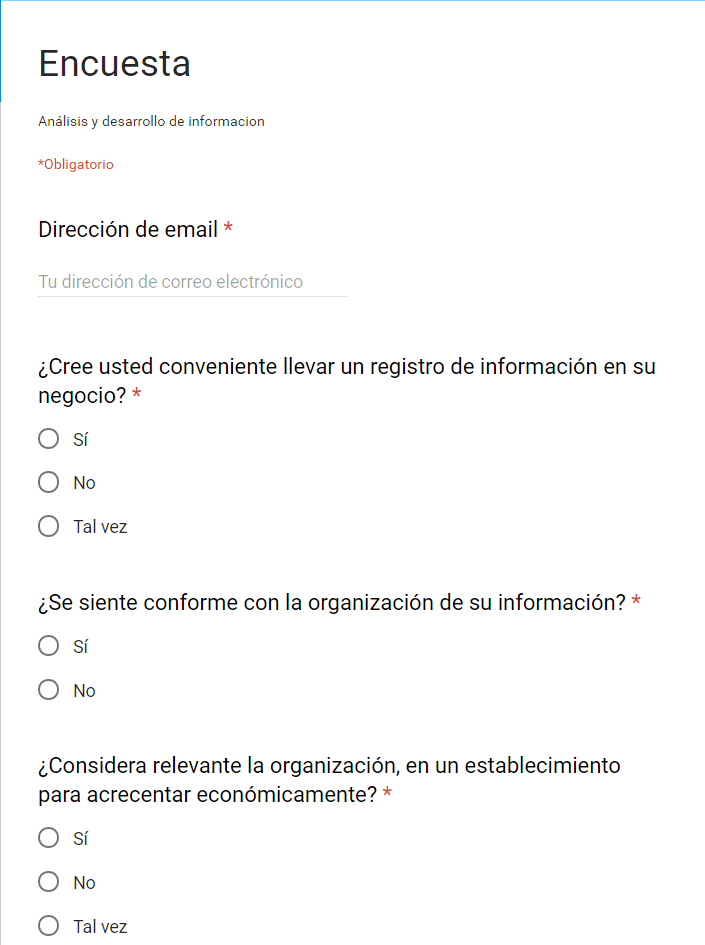 Encuesta
Análisis y desarrollo de informacion
*Obligatorio
Dirección de email *
Tu dirección de correo electrónico
¿Cree usted conveniente llevar un registro de información en su
negocio? *
Sí
No
Tal vez
¿Se siente conforme con la organización de su información? *
Sí
No
¿Considera relevante la organización, en un establecimiento
para acrecentar económicamente? *
Sí
No
Tal vez